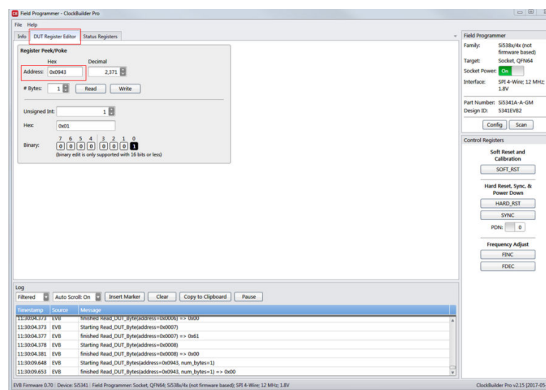 Field Programmer - ClockBuilder Pro
File Help
Info DUT Register Editor Status Registers
Register Peek/Poke
Hex Decimal
Address: 0x0943 2,371
# Bytes: 1 Read Write
Unsigned Int: 1
Hex: 0x01
7 6 5 4 3 2 1 0
Binary: 0 0 0 0 0 0 0 1
(binary edit is only supported with 16 bits or less)
Field Programmer
Family: Si538x/4x (not firmware based)
Target: Socket, QFN64
Socket Power: On
Interface: SPI 4-Wire; 12 MHz; 1.8V
Part Number: Si5341A-A-GM
Design ID: 5341EVB2
Config Scan
Control Registers
Soft Reset and
Calibration
SOFT_RST
Hard Reset, Sync, &
Power Down
HARD_RST
SYNC
PDN: 0
Frequency Adjust
FINC
FDEC
Log
Filtered Auto Scroll: On Insert Marker Clear Copy to Clipboard Pause
Timestamp Source Message
11:30:04.373 EVB Finished Read_DUT_Byte(address=0x0006) => 0x00
11:30:04.373 EVB Starting Read_DUT_Byte(address=0x0007)
11:30:04.377 EVB Finished Read_DUT_Byte(address=0x0007) => 0x61
11:30:04.378 EVB Starting Read_DUT_Byte(address=0x0008)
11:30:04.381 EVB Finished Read_DUT_Byte(address=0x0008) => 0x00
11:30:09.648 EVB Starting Read_DUT_Bytes(address=0x0943, num_bytes=1)
11:30:09.653 EVB Finished Read_DUT_Bytes(address=0x0943, num_bytes=1) => 0x00
EVB Firmware 0.70 : Device: Si5341 : Field Programmer: Socket, QFN64; Si538x/4x (not firmware based); SPI 4-Wire; 12 MHz; 1.8V ClockBuilder Pro v2.15 [2017-05